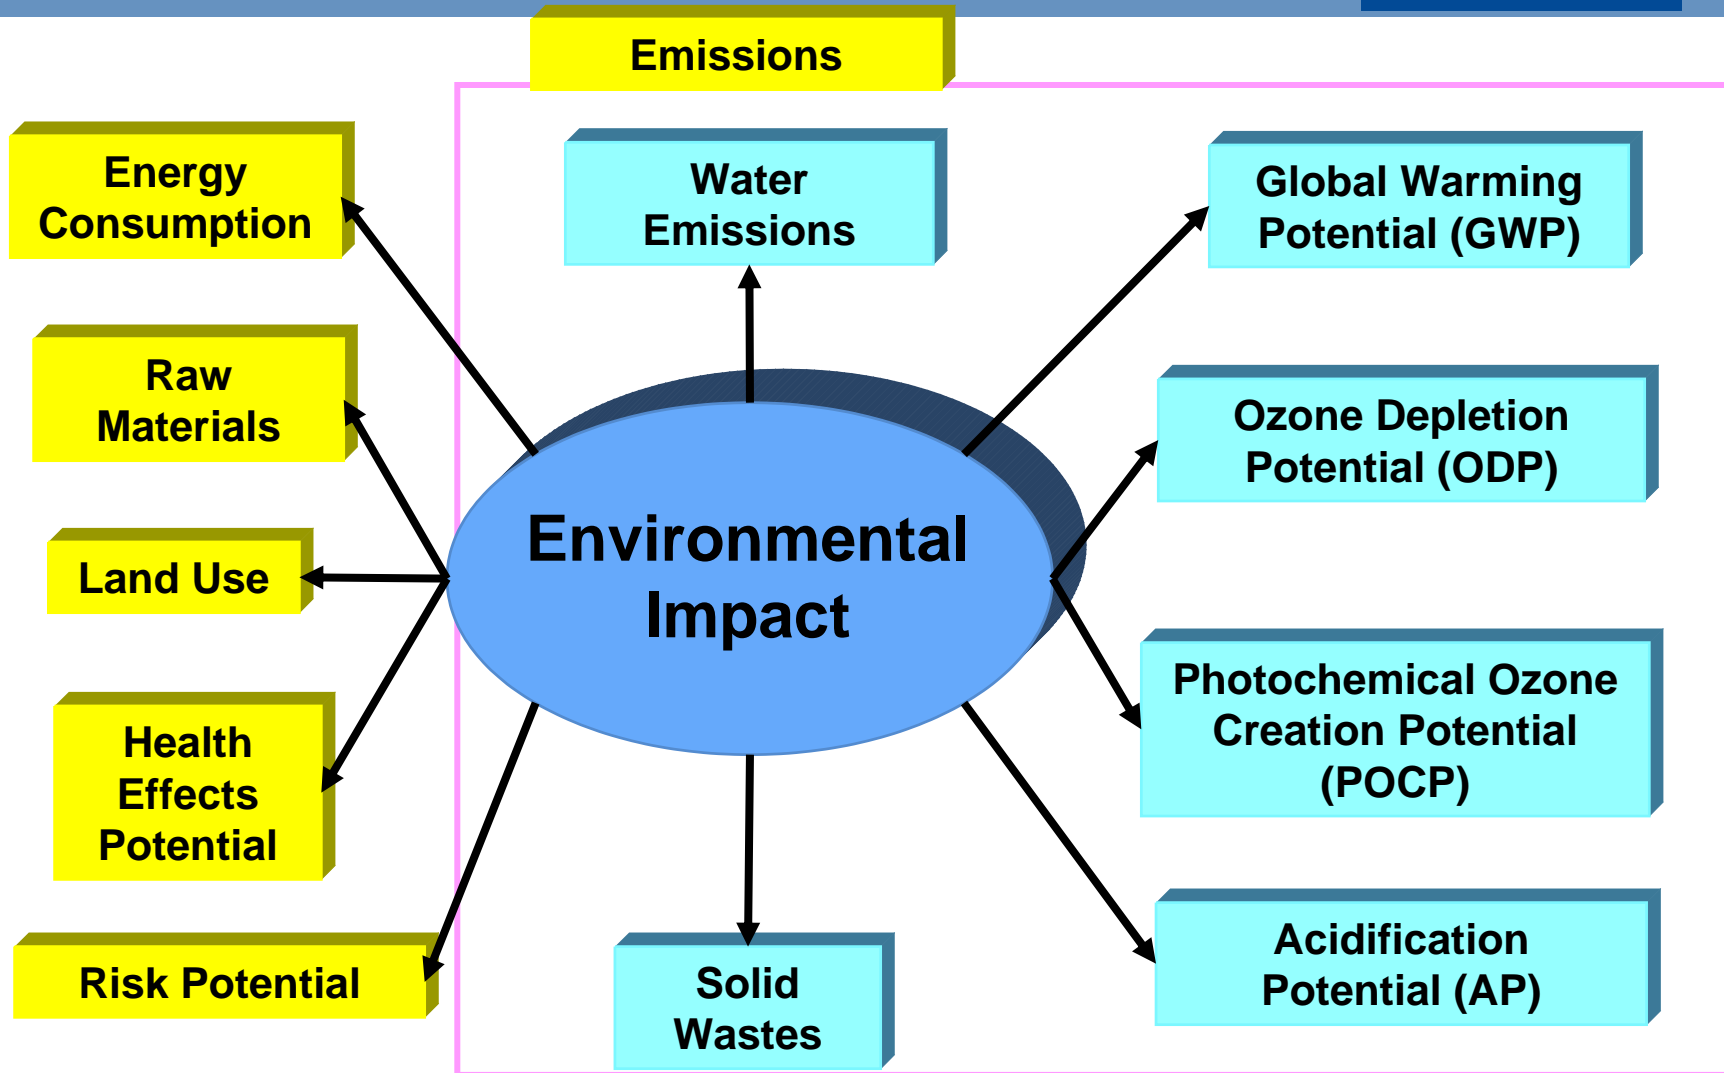 Emissions
Energy
Consumption
Raw
Materials
Land Use
Health
Effects
Potential
Risk Potential
Water
Emissions
Environmental
Impact
Solid
Wastes
Global Warming
Potential (GWP)
Ozone Depletion
Potential (ODP)
Photochemical Ozone
Creation Potential
(POCP)
Acidification
Potential (AP)